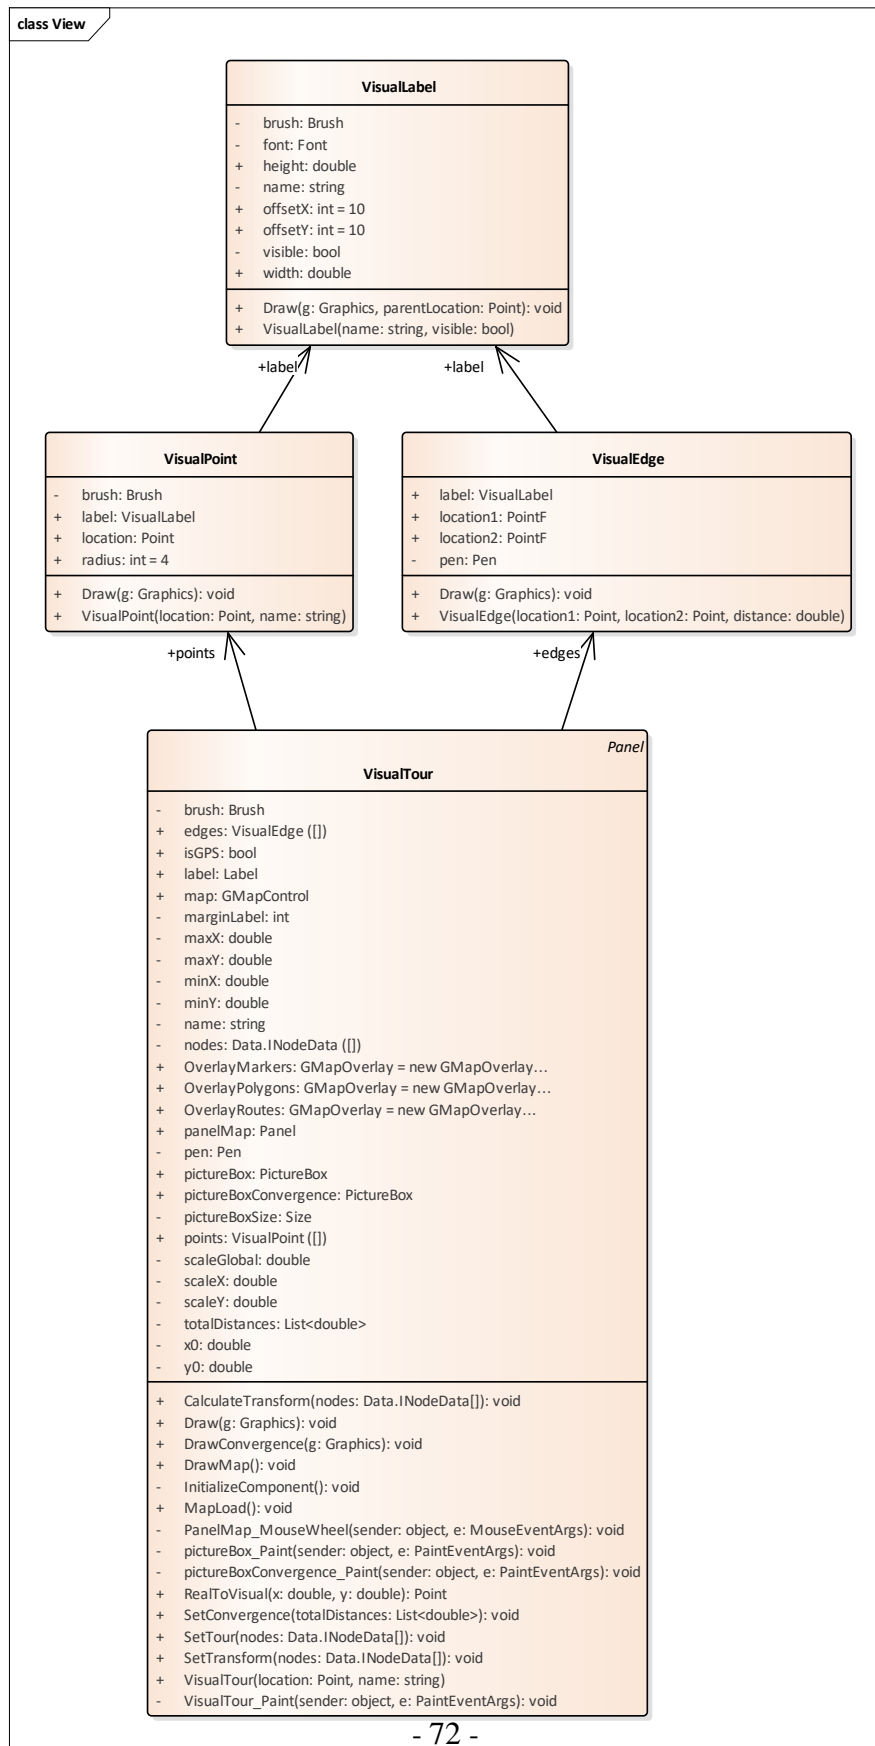 class View
VisualLabel
- brush: Brush
- font: Font
+ height: double
- name: string
+ offsetX: int = 10
+ offsetY: int = 10
- visible: bool
+ width: double
+ Draw(g: Graphics, parentLocation: Point): void
+ VisualLabel(name: string, visible: bool)
+label
+label
VisualPoint
- brush: Brush
+ label: VisualLabel
+ location: Point
+ radius: int = 4
+ Draw(g: Graphics): void
+ VisualPoint(location: Point, name: string)
VisualEdge
+ label: VisualLabel
+ location1: PointF
+ location2: PointF
- pen: Pen
+ Draw(g: Graphics): void
+ VisualEdge(location1: Point, location2: Point, distance: double)
+points
+edges
Panel
VisualTour
- brush: Brush
+ edges: VisualEdge ([])
+ isGPS: bool
+ label: Label
+ map: GMapControl
- marginLabel: int
- maxX: double
- maxY: double
- minX: double
- minY: double
- name: string
- nodes: Data.INodeData ([])
+ OverlayMarkers: GMapOverlay = new GMapOverlay...
+ OverlayPolygons: GMapOverlay = new GMapOverlay...
+ OverlayRoutes: GMapOverlay = new GMapOverlay...
+ panelMap: Panel
- pen: Pen
+ pictureBox: PictureBox
+ pictureBoxConvergence: PictureBox
- pictureBoxSize: Size
+ points: VisualPoint ([])
- scaleGlobal: double
- scaleX: double
- scaleY: double
- totalDistances: List<double>
- x0: double
- y0: double
+ CalculateTransform(nodes: Data.INodeData[]): void
+ Draw(g: Graphics): void
+ DrawConvergence(g: Graphics): void
+ DrawMap(): void
- InitializeComponent(): void
+ MapLoad(): void
- PanelMap_MouseWheel(sender: object, e: MouseEventArgs): void
- pictureBox_Paint(sender: object, e: PaintEventArgs): void
- pictureBoxConvergence_Paint(sender: object, e: PaintEventArgs): void
+ RealToVisual(x: double, y: double): Point
+ SetConvergence(totalDistances: List<double>): void
+ SetTour(nodes: Data.INodeData[]): void
+ SetTransform(nodes: Data.INodeData[]): void
+ VisualTour(location: Point, name: string)
- VisualTour_Paint(sender: object, e: PaintEventArgs): void
- 72 -